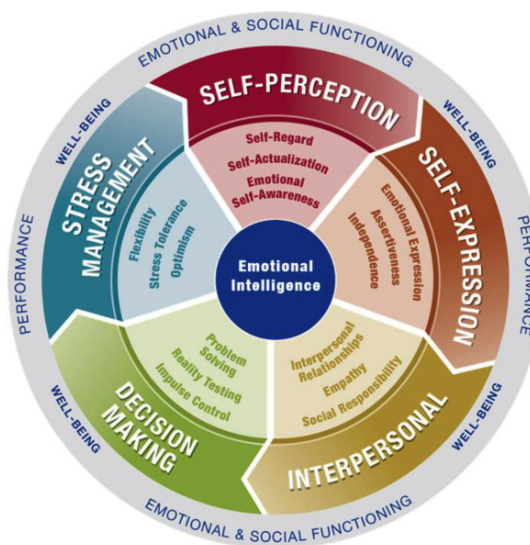 EMOTIONAL & SOCIAL FUNCTIONING
WELL-BEING
WELL-BEING
SELF-PERCEPTION
Self-Regard
Self-Actualization
Emotional
Self-Awareness
STRESS
MANAGEMENT
Flexibility
Stress Tolerance
Optimism
SELF-EXPRESSION
Emotional Expression
Assertiveness
Independence
PERFORMANCE
PERFORMANCE
Emotional
Intelligence
Problem
Solving
Reality Testing
Impulse Control
DECISION
MAKING
Interpersonal
Relationships
Empathy
Social Responsibility
INTERPERSONAL
WELL-BEING
WELL-BEING
EMOTIONAL & SOCIAL FUNCTIONING